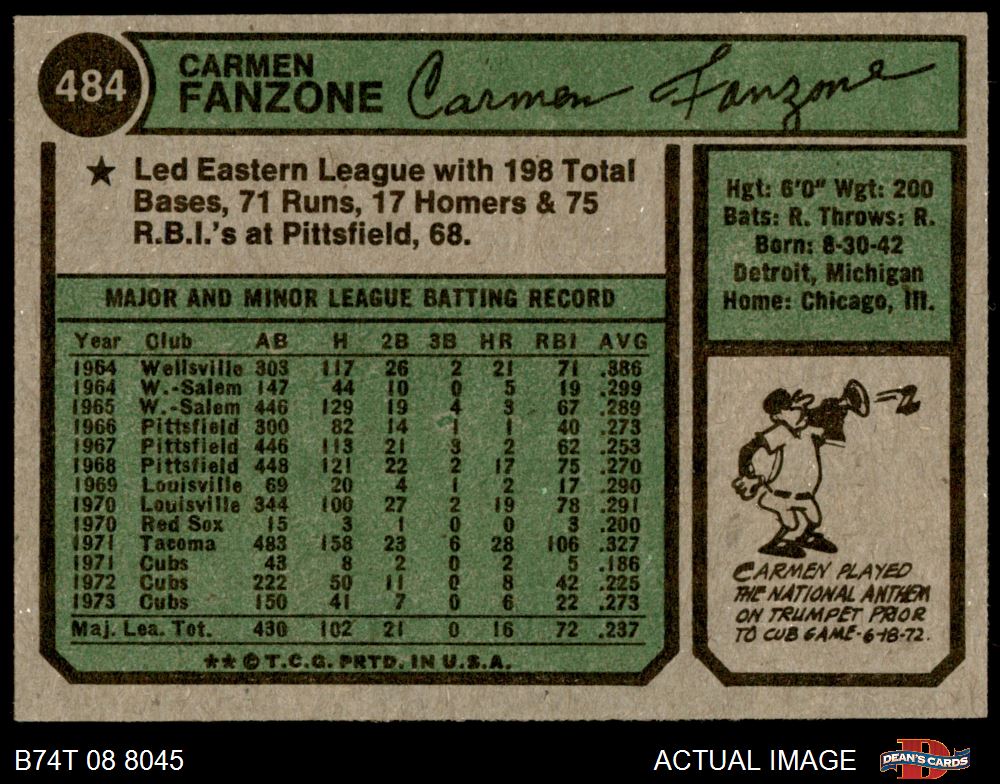 484
CARMEN
FANZONE
Carmen Fanzone
★ Led Eastern League with 198 Total
Bases, 71 Runs, 17 Homers & 75
R.B.I.'s at Pittsfield, 68.
MAJOR AND MINOR LEAGUE BATTING RECORD
Year Club AB H 2B 3B HR RBI AVG
1964 Wellsville 303 117 26 2 21 71 .386
1964 W.-Salem 147 44 10 0 5 19 .299
1965 W.-Salem 446 129 19 4 3 67 .289
1966 Pittsfield 300 82 14 1 1 40 .273
1967 Pittsfield 446 113 21 3 2 62 .253
1968 Pittsfield 448 121 22 2 17 75 .270
1969 Louisville 69 20 4 1 2 17 .290
1970 Louisville 344 100 27 2 19 78 .291
1970 Red Sox 15 3 1 0 0 3 .200
1971 Tacoma 483 158 23 6 28 106 .327
1971 Cubs 43 8 2 0 2 5 .186
1972 Cubs 222 50 11 0 8 42 .225
1973 Cubs 150 41 7 0 6 22 .273
Maj. Lea. Tot. 430 102 21 0 16 72 .237
★★ © T.C.G. PRTD. IN U.S.A.
Hgt: 6'0" Wgt: 200
Bats: R. Throws: R.
Born: 8-30-42
Detroit, Michigan
Home: Chicago, Ill.
CARMEN PLAYED
THE NATIONAL ANTHEM
ON TRUMPET PRIOR
TO CUB GAME-6-18-72.
B74T 08 8045
ACTUAL IMAGE
D
DEAN'S CARDS